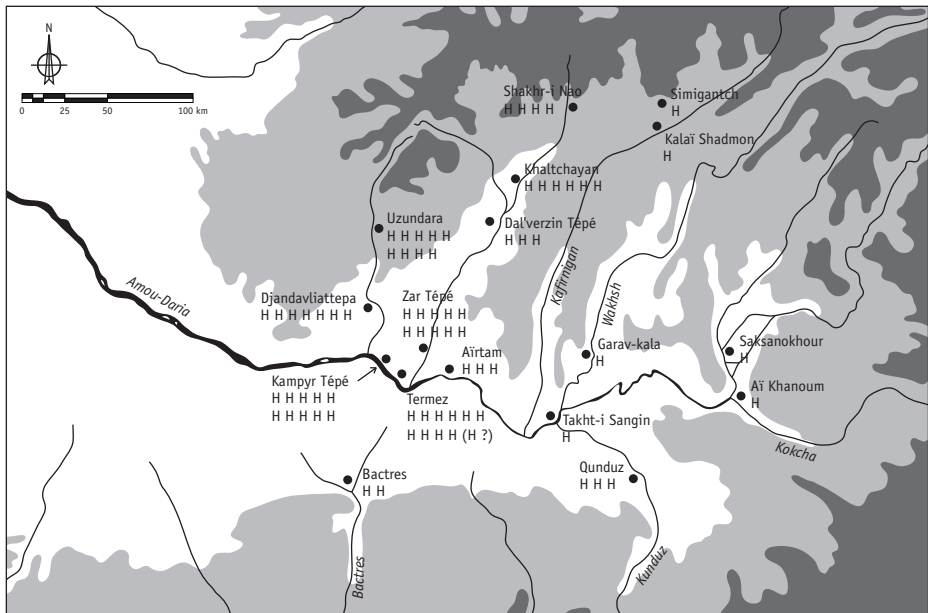 N
0 25 50 100 km
Shakhr-i Nao
H H H H
Simigantch
H
Kalaï Shadmon
H
Khaltchayan
H H H H H H
Uzundara
H H H H H
H H H H
Dal'verzin Tépé
H H H
Kafirnigan
Wakhsh
Amou-Daria
Djandavliattepa
H H H H H H H
Zar Tépé
H H H H H
H H H H H
Aïrtam
H H H
Garav-kala
H
Saksanokhour
H
Kampyr Tépé
H H H H H
H H H H H
Termez
H H H H H H
H H H H (H ?)
Takht-i Sangin
H
Aï Khanoum
H
Kokcha
Bactres
H H
Qunduz
H H H
Bactres
Kunduz